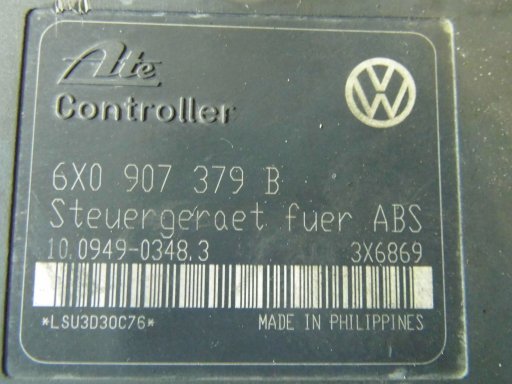 Ate
Controller
6X0 907 379 B
Steuergeraet fuer ABS
10.0949-0348.3 3X6869
*LSU3D30C76* MADE IN PHILIPPINES